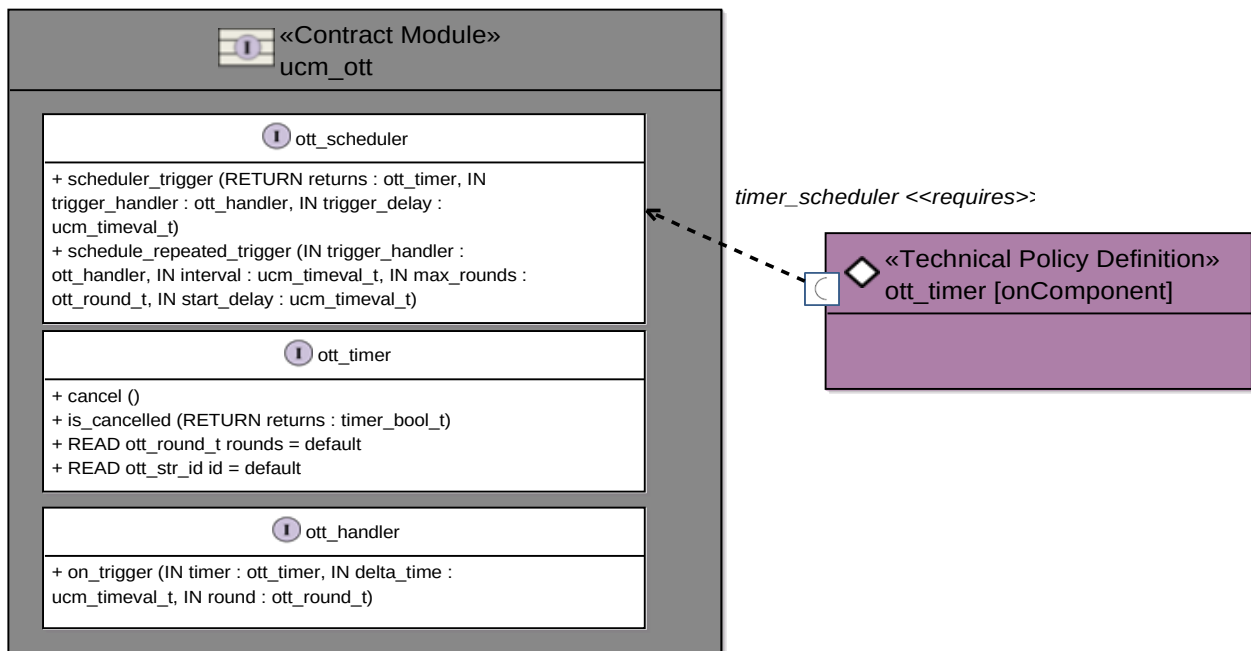 «Contract Module»
ucm_ott
I ott_scheduler
+ scheduler_trigger (RETURN returns : ott_timer, IN
trigger_handler : ott_handler, IN trigger_delay :
ucm_timeval_t)
+ schedule_repeated_trigger (IN trigger_handler :
ott_handler, IN interval : ucm_timeval_t, IN max_rounds :
ott_round_t, IN start_delay : ucm_timeval_t)
I ott_timer
+ cancel ()
+ is_cancelled (RETURN returns : timer_bool_t)
+ READ ott_round_t rounds = default
+ READ ott_str_id id = default
I ott_handler
+ on_trigger (IN timer : ott_timer, IN delta_time :
ucm_timeval_t, IN round : ott_round_t)
timer_scheduler <<requires>>
«Technical Policy Definition»
ott_timer [onComponent]